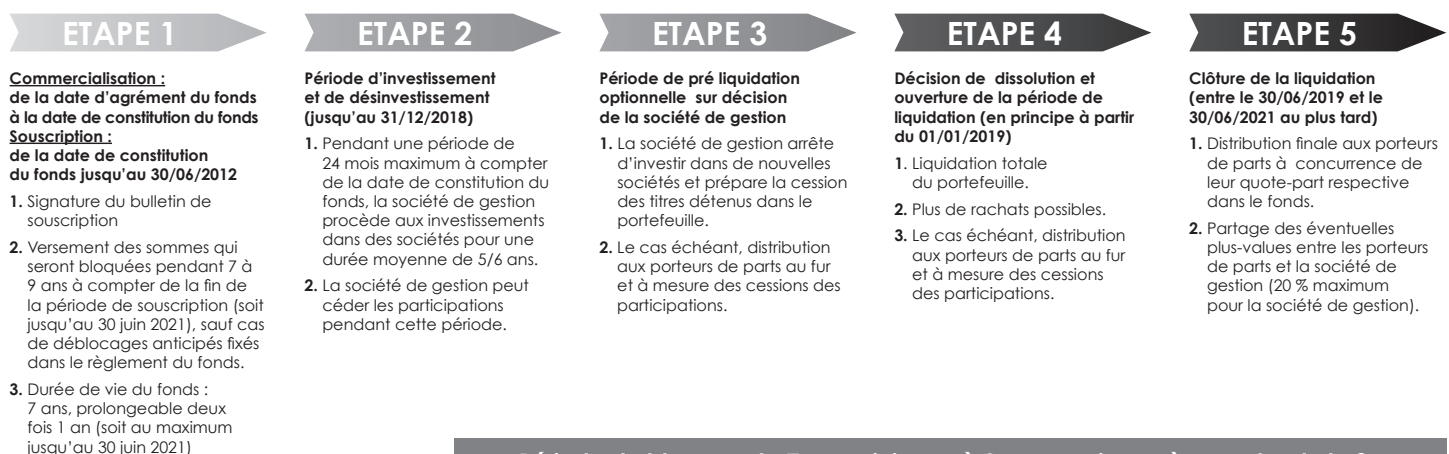 ETAPE 1
Commercialisation :
de la date d'agrément du fonds
à la date de constitution du fonds
Souscription :
de la date de constitution
du fonds jusqu'au 30/06/2012
1. Signature du bulletin de
souscription
2. Versement des sommes qui
seront bloquées pendant 7 à
9 ans à compter de la fin de
la période de souscription (soit
jusqu'au 30 juin 2021), sauf cas
de déblocages anticipés fixés
dans le règlement du fonds.
3. Durée de vie du fonds :
7 ans, prolongeable deux
fois 1 an (soit au maximum
jusqu'au 30 juin 2021)
ETAPE 2
Période d'investissement
et de désinvestissement
(jusqu'au 31/12/2018)
1. Pendant une période de
24 mois maximum à compter
de la date de constitution du
fonds, la société de gestion
procède aux investissements
dans des sociétés pour une
durée moyenne de 5/6 ans.
2. La société de gestion peut
céder les participations
pendant cette période.
ETAPE 3
Période de pré liquidation
optionnelle sur décision
de la société de gestion
1. La société de gestion arrête
d'investir dans de nouvelles
sociétés et prépare la cession
des titres détenus dans le
portefeuille.
2. Le cas échéant, distribution
aux porteurs de parts au fur
et à mesure des cessions des
participations.
ETAPE 4
Décision de dissolution et
ouverture de la période de
liquidation (en principe à partir
du 01/01/2019)
1. Liquidation totale
du portefeuille.
2. Plus de rachats possibles.
3. Le cas échéant, distribution
aux porteurs de parts au fur
et à mesure des cessions
des participations.
ETAPE 5
Clôture de la liquidation
(entre le 30/06/2019 et le
30/06/2021 au plus tard)
1. Distribution finale aux porteurs
de parts à concurrence de
leur quote-part respective
dans le fonds.
2. Partage des éventuelles
plus-values entre les porteurs
de parts et la société de
gestion (20 % maximum
pour la société de gestion).